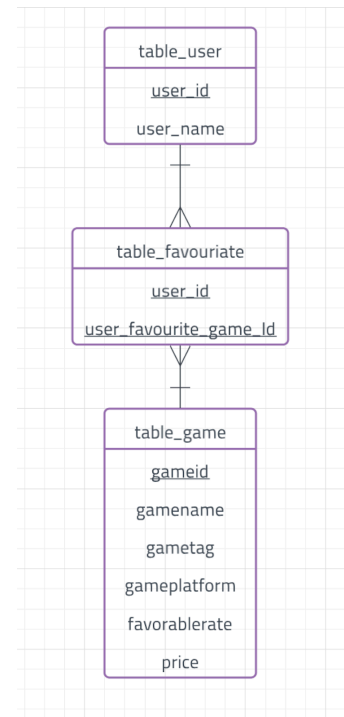 table_user
user_id
user_name
table_favouriate
user_id
user_favourite_game_Id
table_game
gameid
gamename
gametag
gameplatform
favorablerate
price